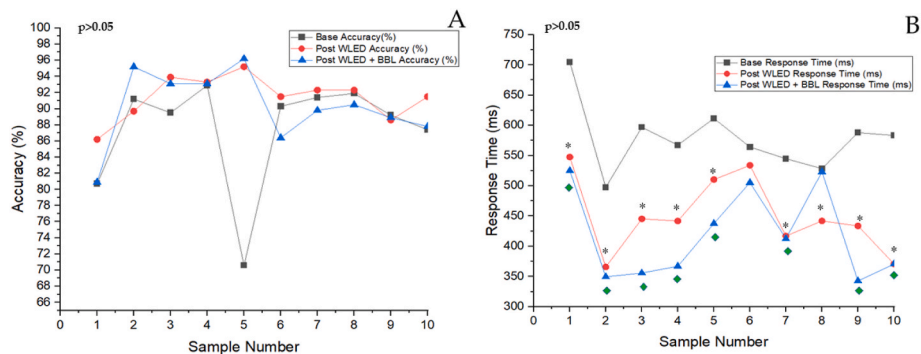 A
p>0.05
Base Accuracy(%)
Post WLED Accuracy (%)
Post WLED + BBL Accuracy (%)
Accuracy (%)
98
96
94
92
90
88
86
84
82
80
78
76
74
72
70
68
66
0 1 2 3 4 5 6 7 8 9 10
Sample Number
B
p>0.05
Base Response Time (ms)
Post WLED Response Time (ms)
Post WLED + BBL Response Time (ms)
Response Time (ms)
750
700
650
600
550
500
450
400
350
300
* * * * * * * * *
0 1 2 3 4 5 6 7 8 9 10
Sample Number